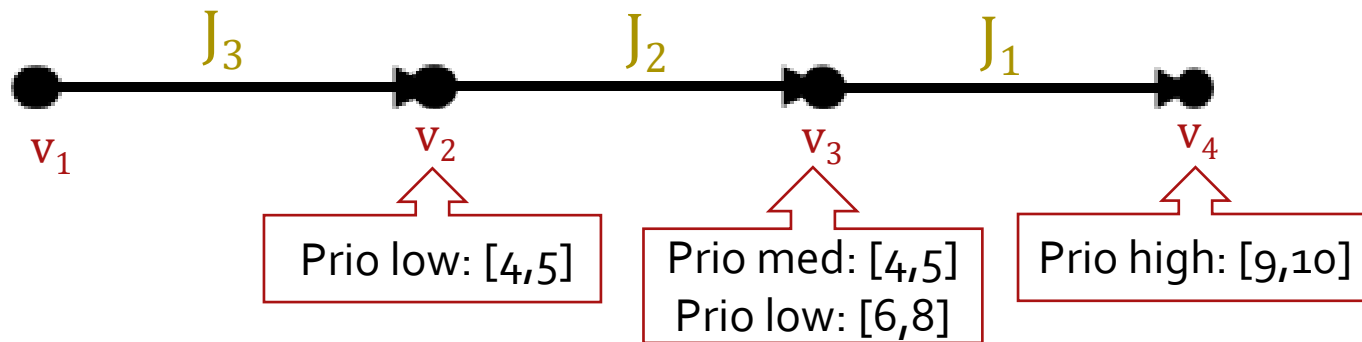 J₃ J₂ J₁
v₁ v₂ v₃ v₄
Prio low: [4,5]
Prio med: [4,5]
Prio low: [6,8]
Prio high: [9,10]